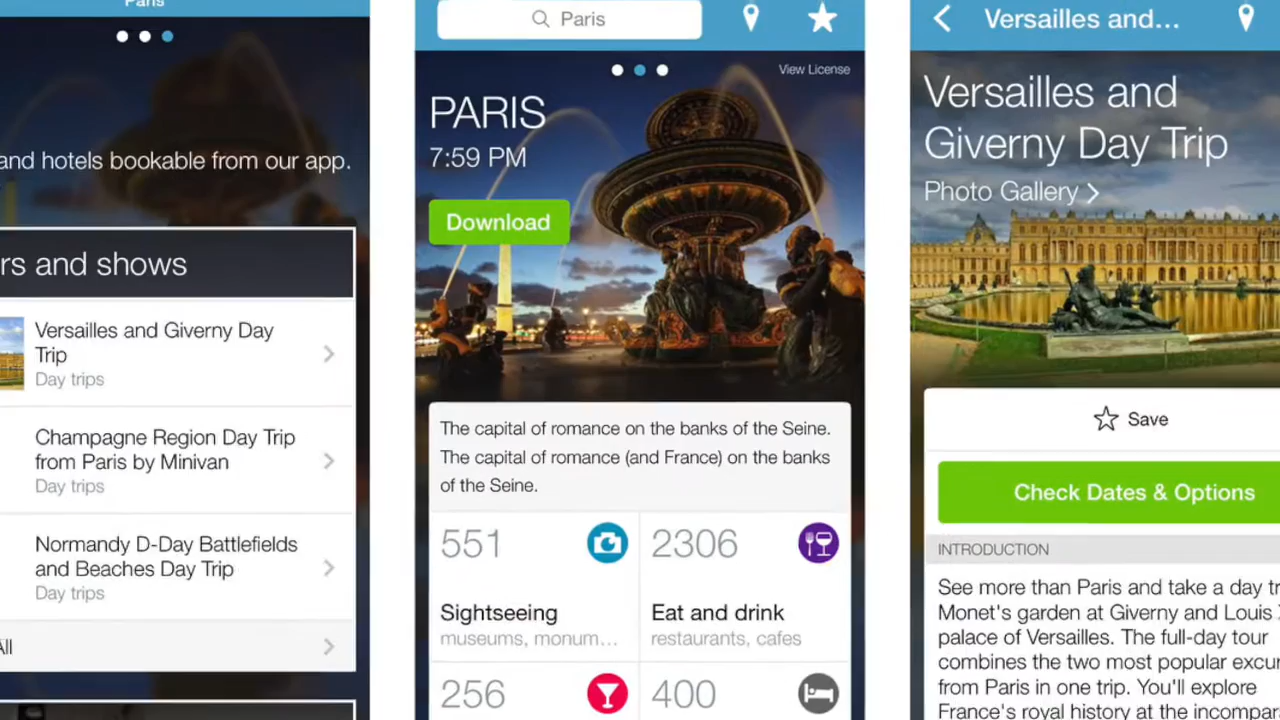 Paris
and hotels bookable from our app.
rs and shows
Versailles and Giverny Day
Trip
Day trips
Champagne Region Day Trip
from Paris by Minivan
Day trips
Normandy D-Day Battlefields
and Beaches Day Trip
Day trips
All
Paris
View License
PARIS
7:59 PM
Download
The capital of romance on the banks of the Seine.
The capital of romance (and France) on the banks
of the Seine.
551
2306
Sightseeing
Eat and drink
museums, monum...
restaurants, cafes
256
400
Versailles and...
Versailles and
Giverny Day Trip
Photo Gallery
Save
Check Dates & Options
INTRODUCTION
See more than Paris and take a day tr
Monet's garden at Giverny and Louis
palace of Versailles. The full-day tour
combines the two most popular excur
from Paris in one trip. You'll explore
France's royal history at the incompar